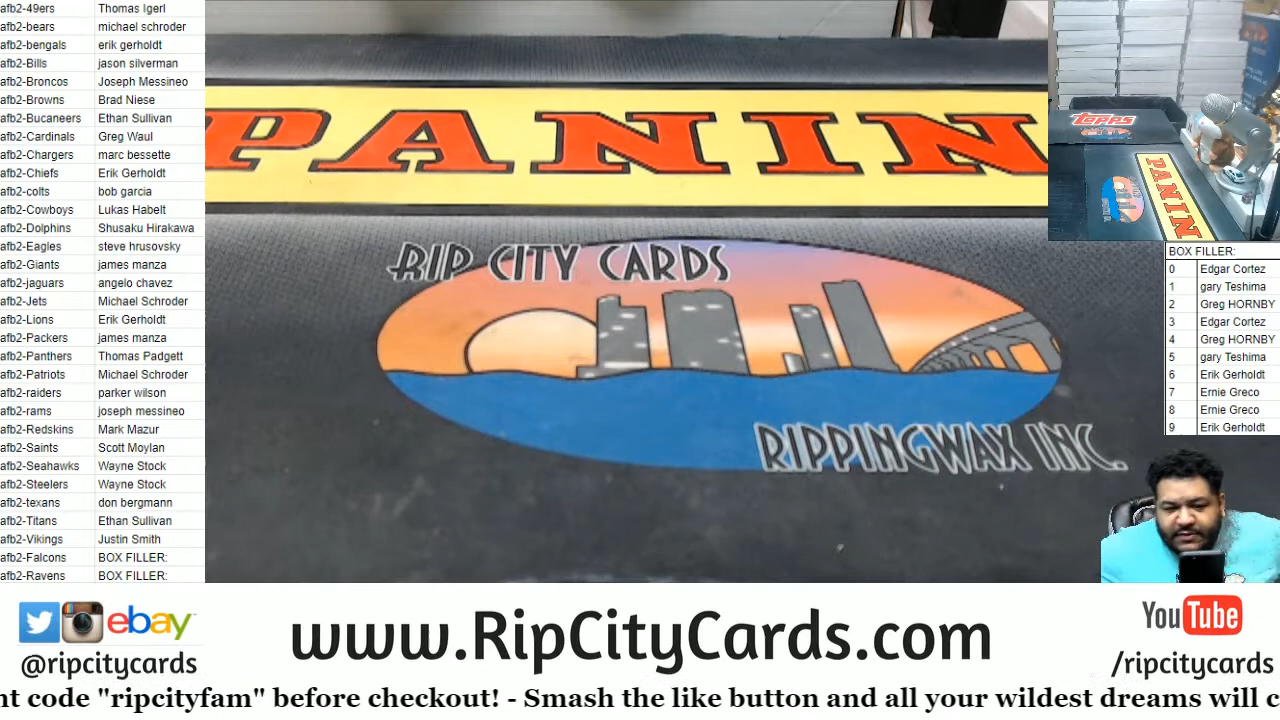 afb2-49ers Thomas Igerl
afb2-bears michael schroder
afb2-bengals erik gerholdt
afb2-Bills jason silverman
afb2-Broncos Joseph Messineo
afb2-Browns Brad Niese
afb2-Bucaneers Ethan Sullivan
afb2-Cardinals Greg Waul
afb2-Chargers marc bessette
afb2-Chiefs Erik Gerholdt
afb2-colts bob garcia
afb2-Cowboys Lukas Habelt
afb2-Dolphins Shusaku Hirakawa
afb2-Eagles steve hrusovsky
afb2-Giants james manza
afb2-jaguars angelo chavez
afb2-Jets Michael Schroder
afb2-Lions Erik Gerholdt
afb2-Packers james manza
afb2-Panthers Thomas Padgett
afb2-Patriots Michael Schroder
afb2-raiders parker wilson
afb2-rams joseph messineo
afb2-Redskins Mark Mazur
afb2-Saints Scott Moylan
afb2-Seahawks Wayne Stock
afb2-Steelers Wayne Stock
afb2-texans don bergmann
afb2-Titans Ethan Sullivan
afb2-Vikings Justin Smith
afb2-Falcons BOX FILLER:
afb2-Ravens BOX FILLER:
PANIN
RIP CITY CARDS
RIPPINGWAX INC.
TOPPS
PANINI
BOX FILLER:
0 Edgar Cortez
1 gary Teshima
2 Greg HORNBY
3 Edgar Cortez
4 Greg HORNBY
5 gary Teshima
6 Erik Gerholdt
7 Ernie Greco
8 Ernie Greco
9 Erik Gerholdt
ebay
@ripcitycards
www.RipCityCards.com
YouTube
/ripcitycards
nt code "ripcityfam" before checkout! - Smash the like button and all your wildest dreams will c